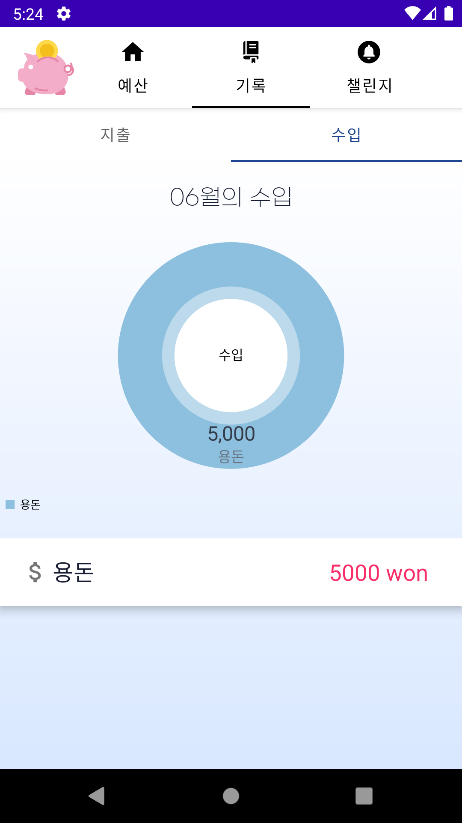 5:24
예산 기록 챌린지
지출 수입
06월의 수입
수입
5,000
용돈
용돈
$ 용돈 5000 won